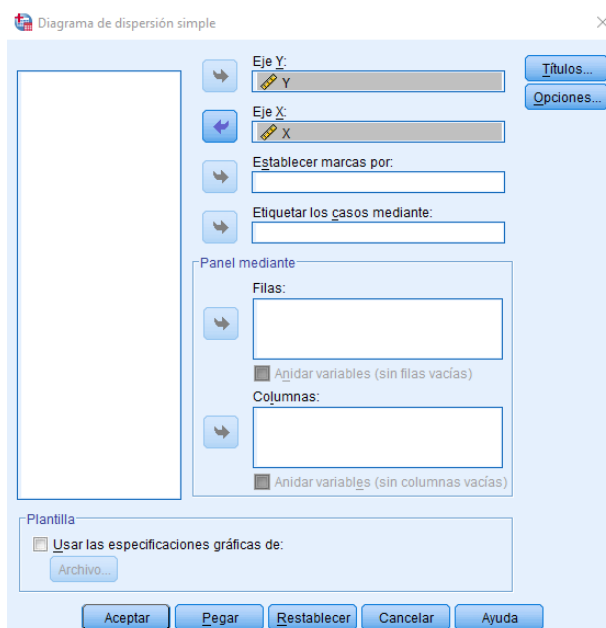 Diagrama de dispersión simple
Eje Y:
Y
Títulos...
Opciones...
Eje X:
X
Establecer marcas por:
Etiquetar los casos mediante:
Panel mediante
Filas:
Anidar variables (sin filas vacías)
Columnas:
Anidar variables (sin columnas vacías)
Plantilla
Usar las especificaciones gráficas de:
Archivo...
Aceptar Pegar Restablecer Cancelar Ayuda